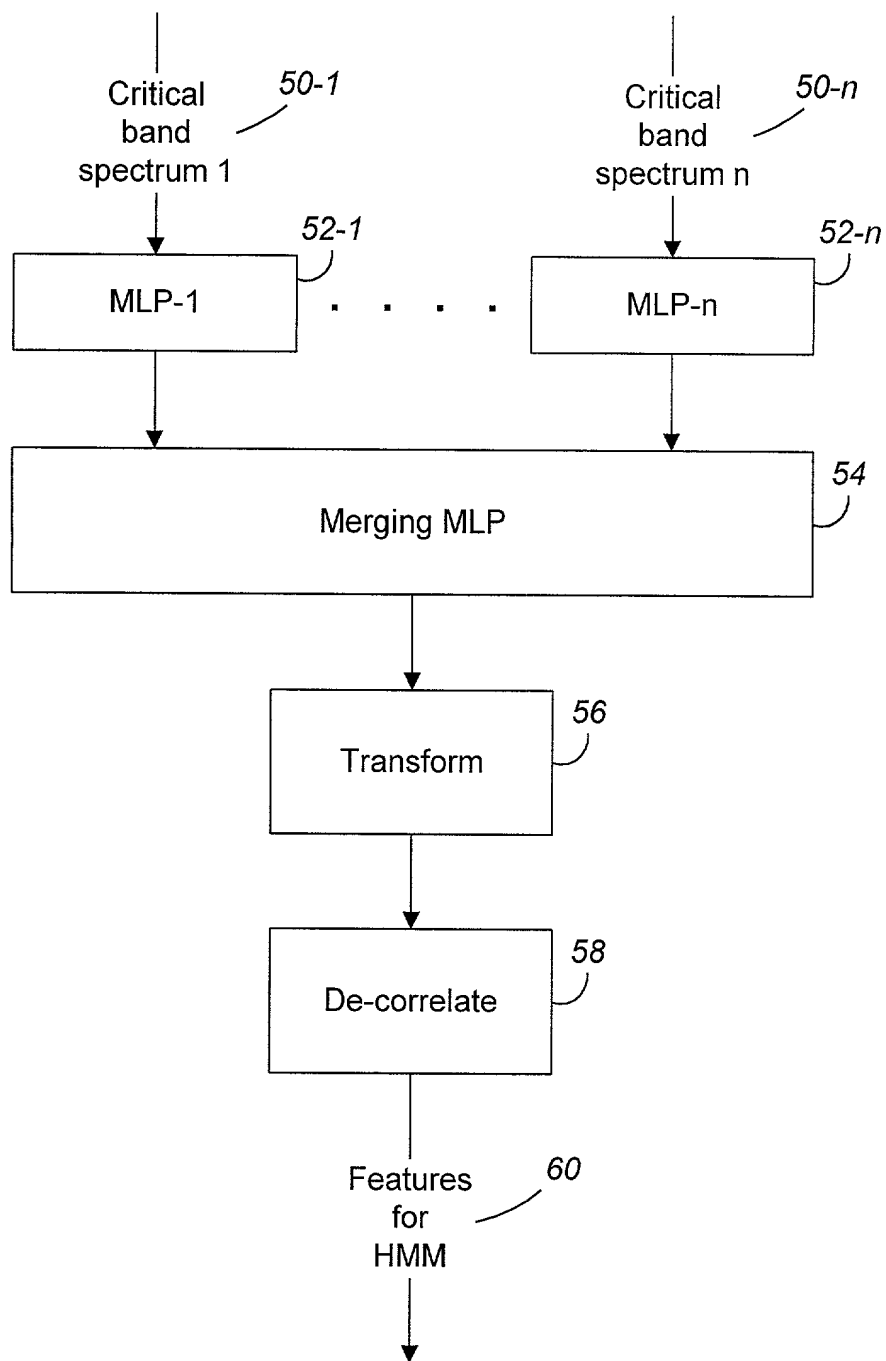 Critical
band
spectrum 1
50-1
Critical
band
spectrum n
50-n
52-1
MLP-1
. . . .
52-n
MLP-n
54
Merging MLP
56
Transform
58
De-correlate
60
Features
for
HMM